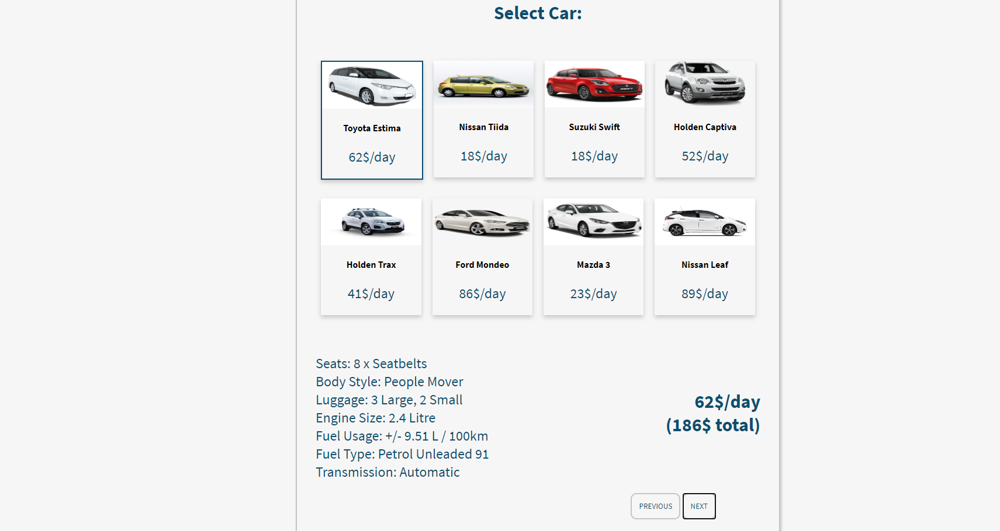 Select Car:
Toyota Estima
62$/day
Nissan Tiida
18$/day
SWIFT
Suzuki Swift
18$/day
Holden Captiva
52$/day
Holden Trax
41$/day
Ford Mondeo
86$/day
Mazda 3
23$/day
Nissan Leaf
89$/day
Seats: 8 x Seatbelts
Body Style: People Mover
Luggage: 3 Large, 2 Small
Engine Size: 2.4 Litre
Fuel Usage: +/- 9.51 L / 100km
Fuel Type: Petrol Unleaded 91
Transmission: Automatic
62$/day
(186$ total)
PREVIOUS
NEXT